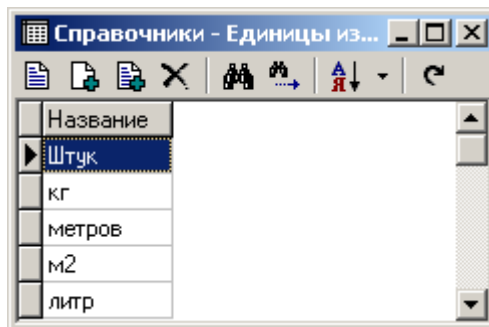 Справочники - Единицы из...
Название
Штук
кг
метров
м2
литр